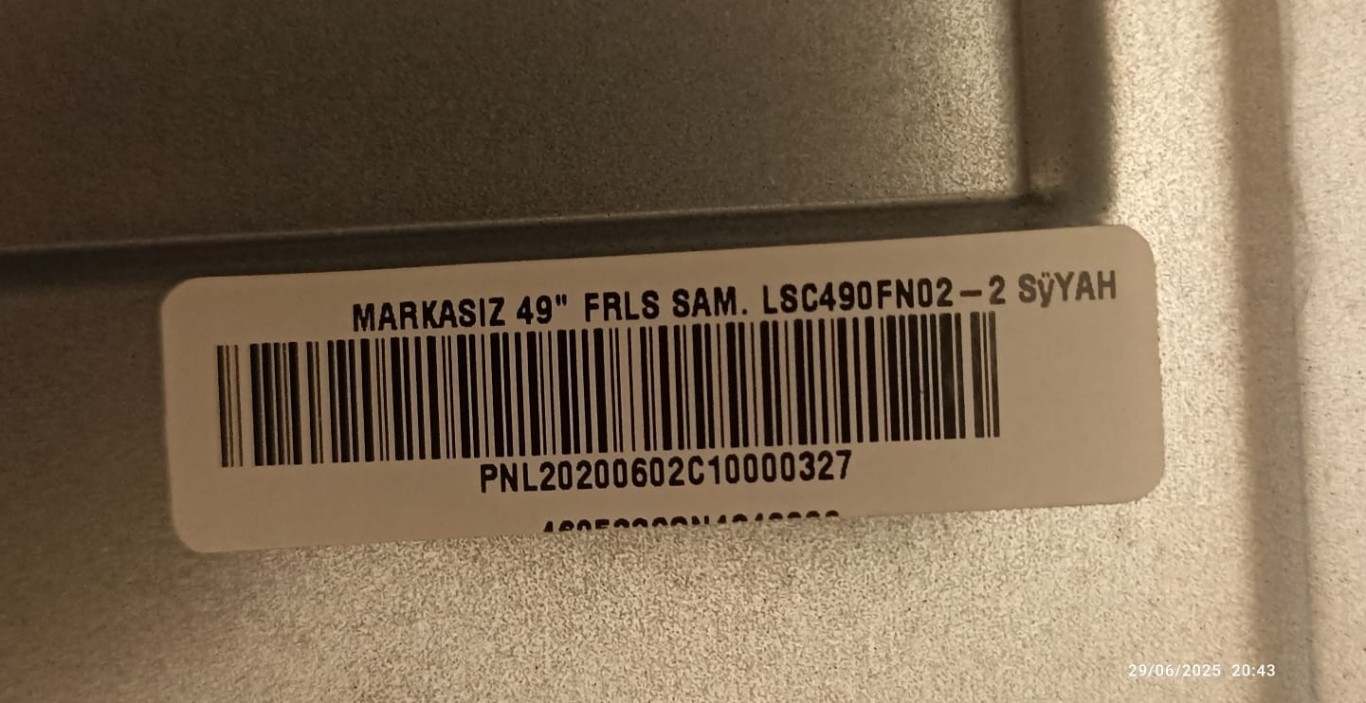 MARKASIZ 49" FRLS SAM. LSC490FN02-2 SÿYAH
PNL20200602C10000327
29/06/2025 20:43